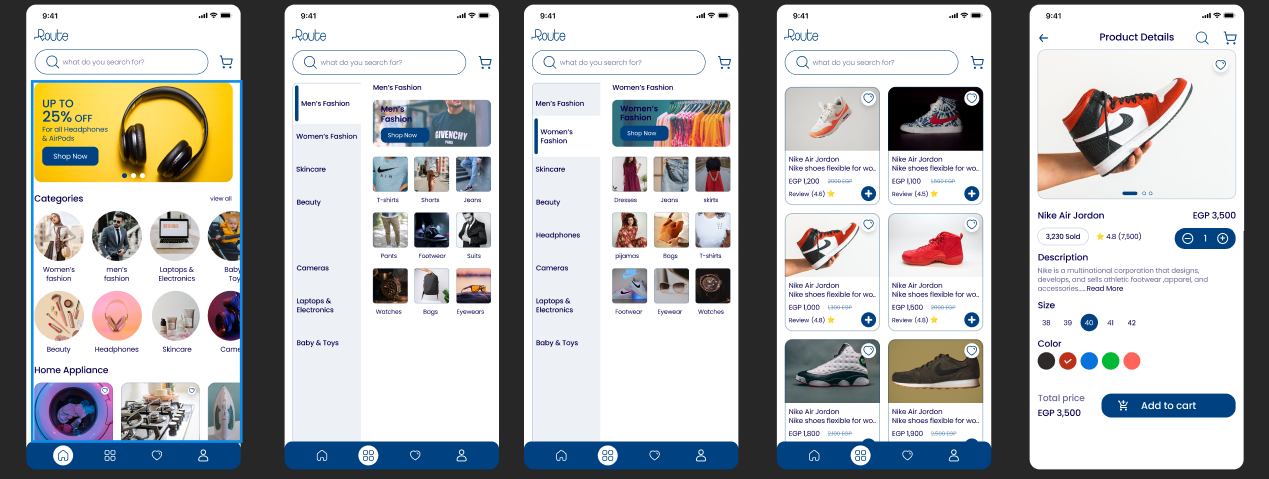 9:41
Route
what do you search for?
UP TO
25% OFF
For all Headphones
& AirPods
Shop Now
Categories
view all
Women's
fashion
men's
fashion
Laptops &
Electronics
Baby
Toy
Beauty
Headphones
Skincare
Came
Home Appliance
9:41
Route
what do you search for?
Men's Fashion
Women's Fashion
Skincare
Beauty
Cameras
Laptops &
Electronics
Baby & Toys
Men's Fashion
Men's
Fashion
Shop Now
GIVENCHY
PARIS
T-shirts
Shorts
Jeans
Pants
Footwear
Suits
Watches
Bags
Eyewears
9:41
Route
what do you search for?
Men's Fashion
Women's
Fashion
Skincare
Beauty
Headphones
Cameras
Laptops &
Electronics
Baby & Toys
Women's Fashion
Women's
Fashion
Shop Now
Dresses
Jeans
skirts
pijamas
Bags
T-shirts
Footwear
Eyewear
Watches
9:41
Route
what do you search for?
Nike Air Jordon
Nike shoes flexible for wo..
EGP 1,200 2000 EGP
Review (4.6)
Nike Air Jordon
Nike shoes flexible for wo..
EGP 1,100 1,500 EGP
Review (4.5)
Nike Air Jordon
Nike shoes flexible for wo..
EGP 1,000 1,300 EGP
Review (4.8)
Nike Air Jordon
Nike shoes flexible for wo..
EGP 1,500 2000 EGP
Review (4.8)
Nike Air Jordon
Nike shoes flexible for wo..
EGP 1,800 2,100 EGP
Nike Air Jordon
Nike shoes flexible for wo..
EGP 1,900 2,500 EGP
9:41
Product Details
Nike Air Jordon EGP 3,500
3,230 Sold 4.8 (7,500) 1
Description
Nike is a multinational corporation that designs,
develops, and sells athletic footwear ,apparel, and
accessories....Read More
Size
38 39 40 41 42
Color
Total price
EGP 3,500
Add to cart